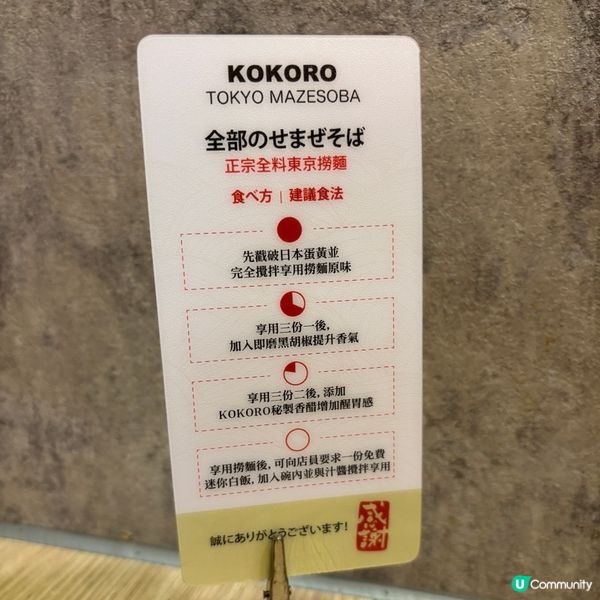 KOKORO
TOKYO MAZESOBA
全部のせまぜそば
正宗全料東京撈麵
食べ方 | 建議食法
先戳破日本蛋黃並
完全攪拌享用撈麵原味
享用三份一後,
加入即磨黑胡椒提升香氣
享用三份二後, 添加
KOKORO秘製香醋增加醒胃感
享用撈麵後, 可向店員要求一份免費
迷你白飯, 加入碗內並與汁醬攪拌享用
誠にありがとうございます!
感謝
U Community